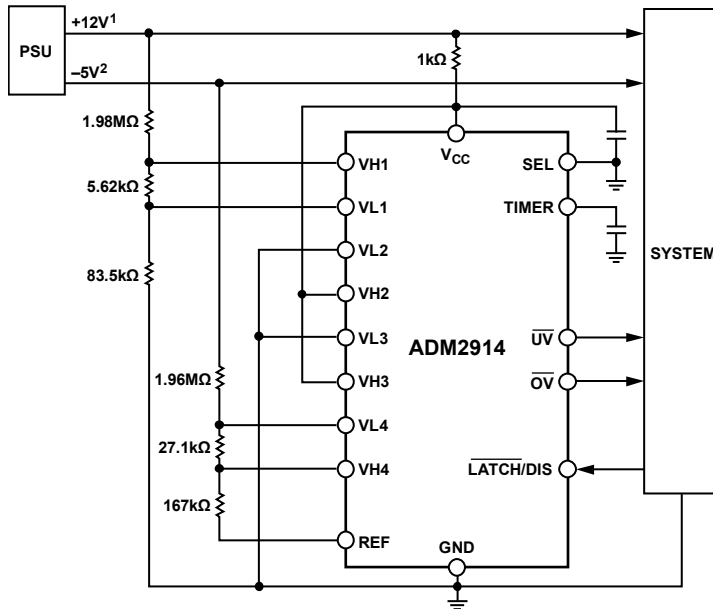 PSU
+12V1
–5V2
1kΩ
1.98MΩ
5.62kΩ
83.5kΩ
1.96MΩ
27.1kΩ
167kΩ
VCC
VH1
VL1
VL2
VH2
VL3
VH3
VL4
VH4
REF
ADM2914
SEL
TIMER
UV
OV
LATCH/DIS
GND
SYSTEM